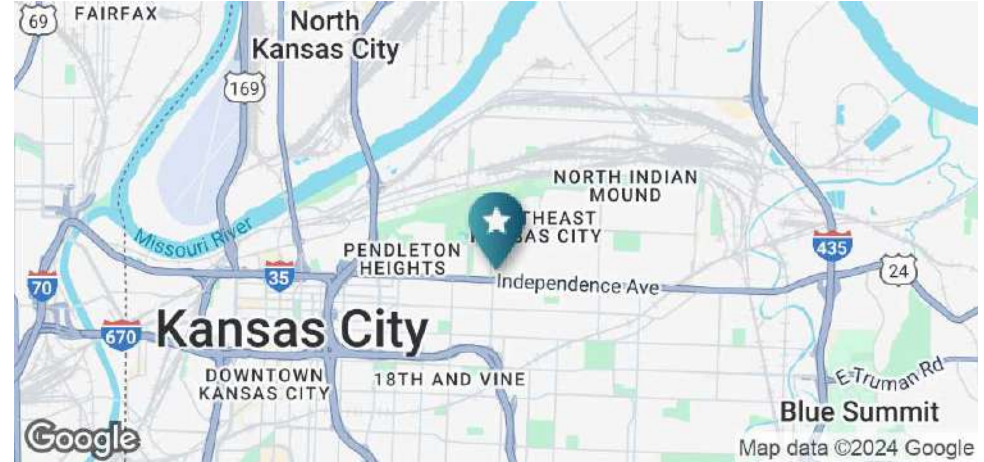 69
FAIRFAX
North
Kansas City
169
NORTH INDIAN
MOUND
THEAST
SAS CITY
Missouri River
PENDLETON
HEIGHTS
435
24
70
35
Independence Ave
670
Kansas City
DOWNTOWN
KANSAS CITY
18TH AND VINE
E Truman Rd
Blue Summit
Google
Map data ©2024 Google